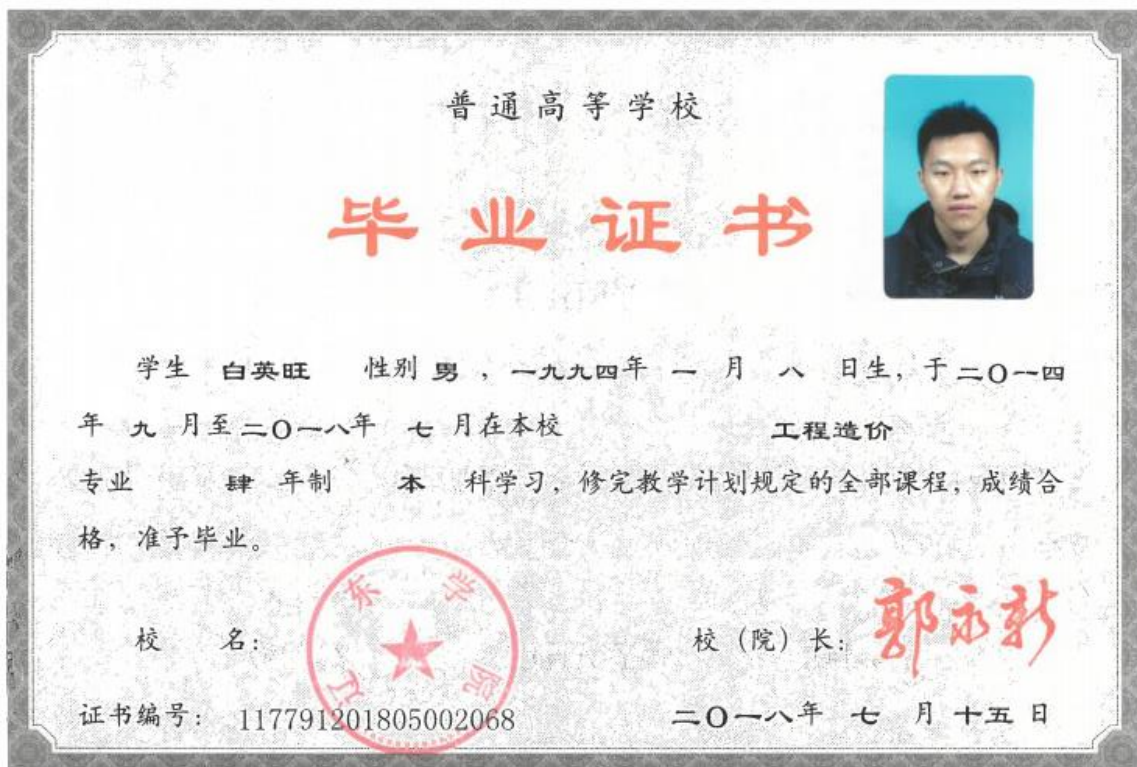 普通高等学校
毕业证书
学生 白英旺 性别 男 ，一九九四年 一 月 八 日生，于二〇一四
年 九 月至二〇一八年 七 月在本校 工程造价
专业 肆 年制 本 科学习，修完教学计划规定的全部课程，成绩合
格，准予毕业。
校 名：
辽东学院
校（院）长：
郭永新
证书编号： 117791201805002068
二〇一八年 七 月 十五 日